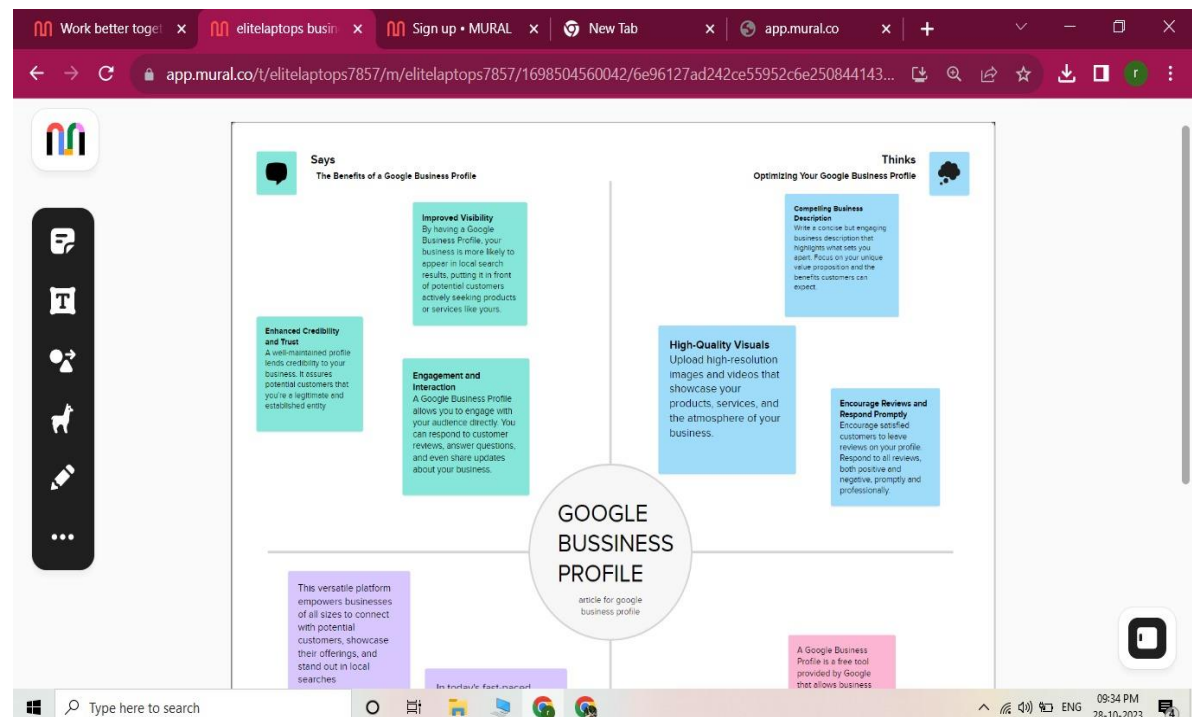 Work better toget
elitelaptops busin
Sign up • MURAL
New Tab
app.mural.co
app.mural.co/t/elitelaptops7857/m/elitelaptops7857/1698504560042/6e96127ad242ce55952c6e250844143...
r
Says
The Benefits of a Google Business Profile
Improved Visibility
By having a Google
Business Profile, your
business is more likely to
appear in local search
results, putting it in front
of potential customers
actively seeking products
or services like yours.
Enhanced Credibility
and Trust
A well-maintained profile
lends credibility to your
business. It assures
potential customers that
you're a legitimate and
established entity
Engagement and
Interaction
A Google Business Profile
allows you to engage with
your audience directly. You
can respond to customer
reviews, answer questions,
and even share updates
about your business.
Thinks
Optimizing Your Google Business Profile
Compelling Business
Description
Write a concise but engaging
business description that
highlights what sets you
apart. Focus on your unique
value proposition and the
benefits customers can
expect.
High-Quality Visuals
Upload high-resolution
images and videos that
showcase your
products, services, and
the atmosphere of your
business.
Encourage Reviews and
Respond Promptly
Encourage satisfied
customers to leave
reviews on your profile.
Respond to all reviews,
both positive and
negative, promptly and
professionally.
GOOGLE
BUSSINESS
PROFILE
article for google
business profile
This versatile platform
empowers businesses
of all sizes to connect
with potential
customers, showcase
their offerings, and
stand out in local
searches
In today's fast-paced
A Google Business
Profile is a free tool
provided by Google
that allows business
T
Type here to search
ENG
09:34 PM
28-10-2023
4